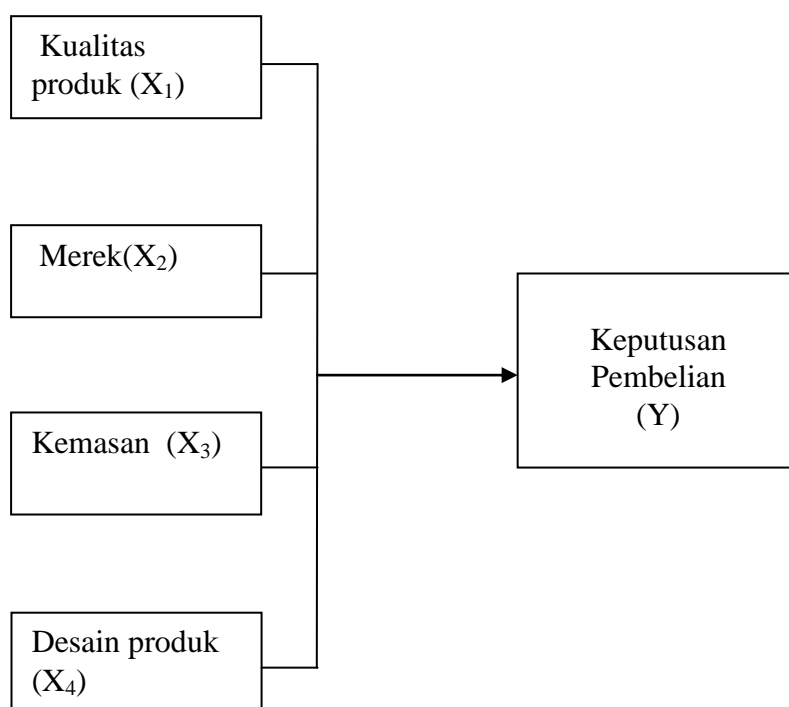 Kualitas
produk (X₁)
Merek(X₂)
Kemasan (X₃)
Desain produk
(X₄)
Keputusan
Pembelian
(Y)